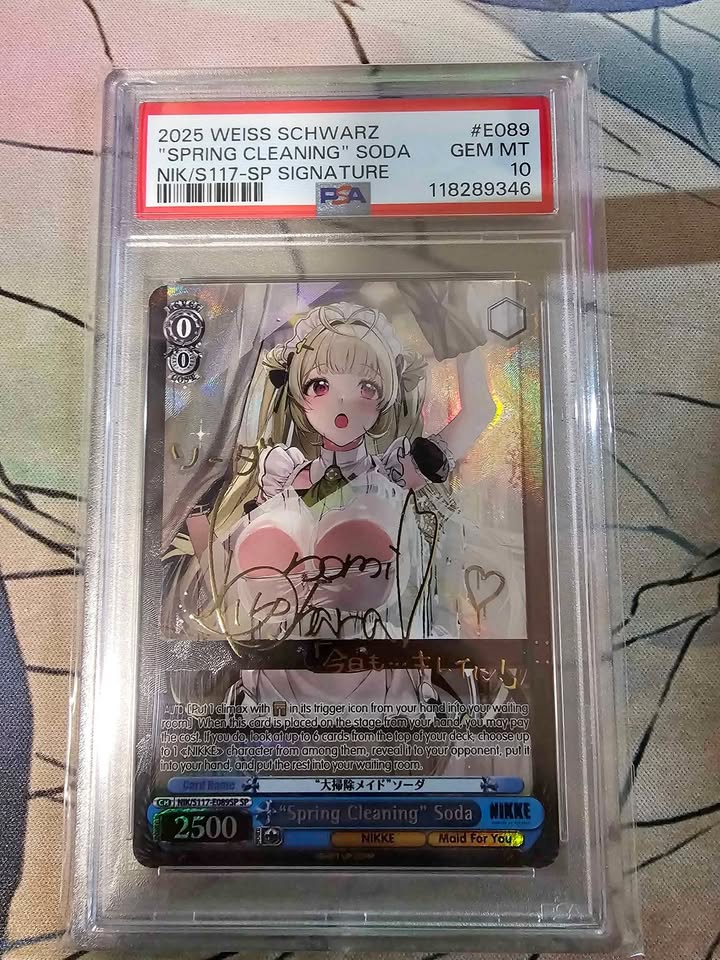 2025 WEISS SCHWARZ #E089
"SPRING CLEANING" SODA GEM MT
NIK/S117-SP SIGNATURE 10
PSA 118289346
0
0
ソーダ
今日も
[Put 1 climax with in its trigger icon from your hand into your waiting
room] When this card is placed on the stage from your hand, you may pay
the cost. If you do, look at up to 6 cards from the top of your deck, choose up
to 1 «NIKKE» character from among them, reveal it to your opponent, put it
into your hand, and put the rest into your waiting room.
Card Name "大掃除メイド"ソーダ
CH NIK/S117-E089SP SP
"Spring Cleaning" Soda NIKKE
2500
NIKKE Maid For You